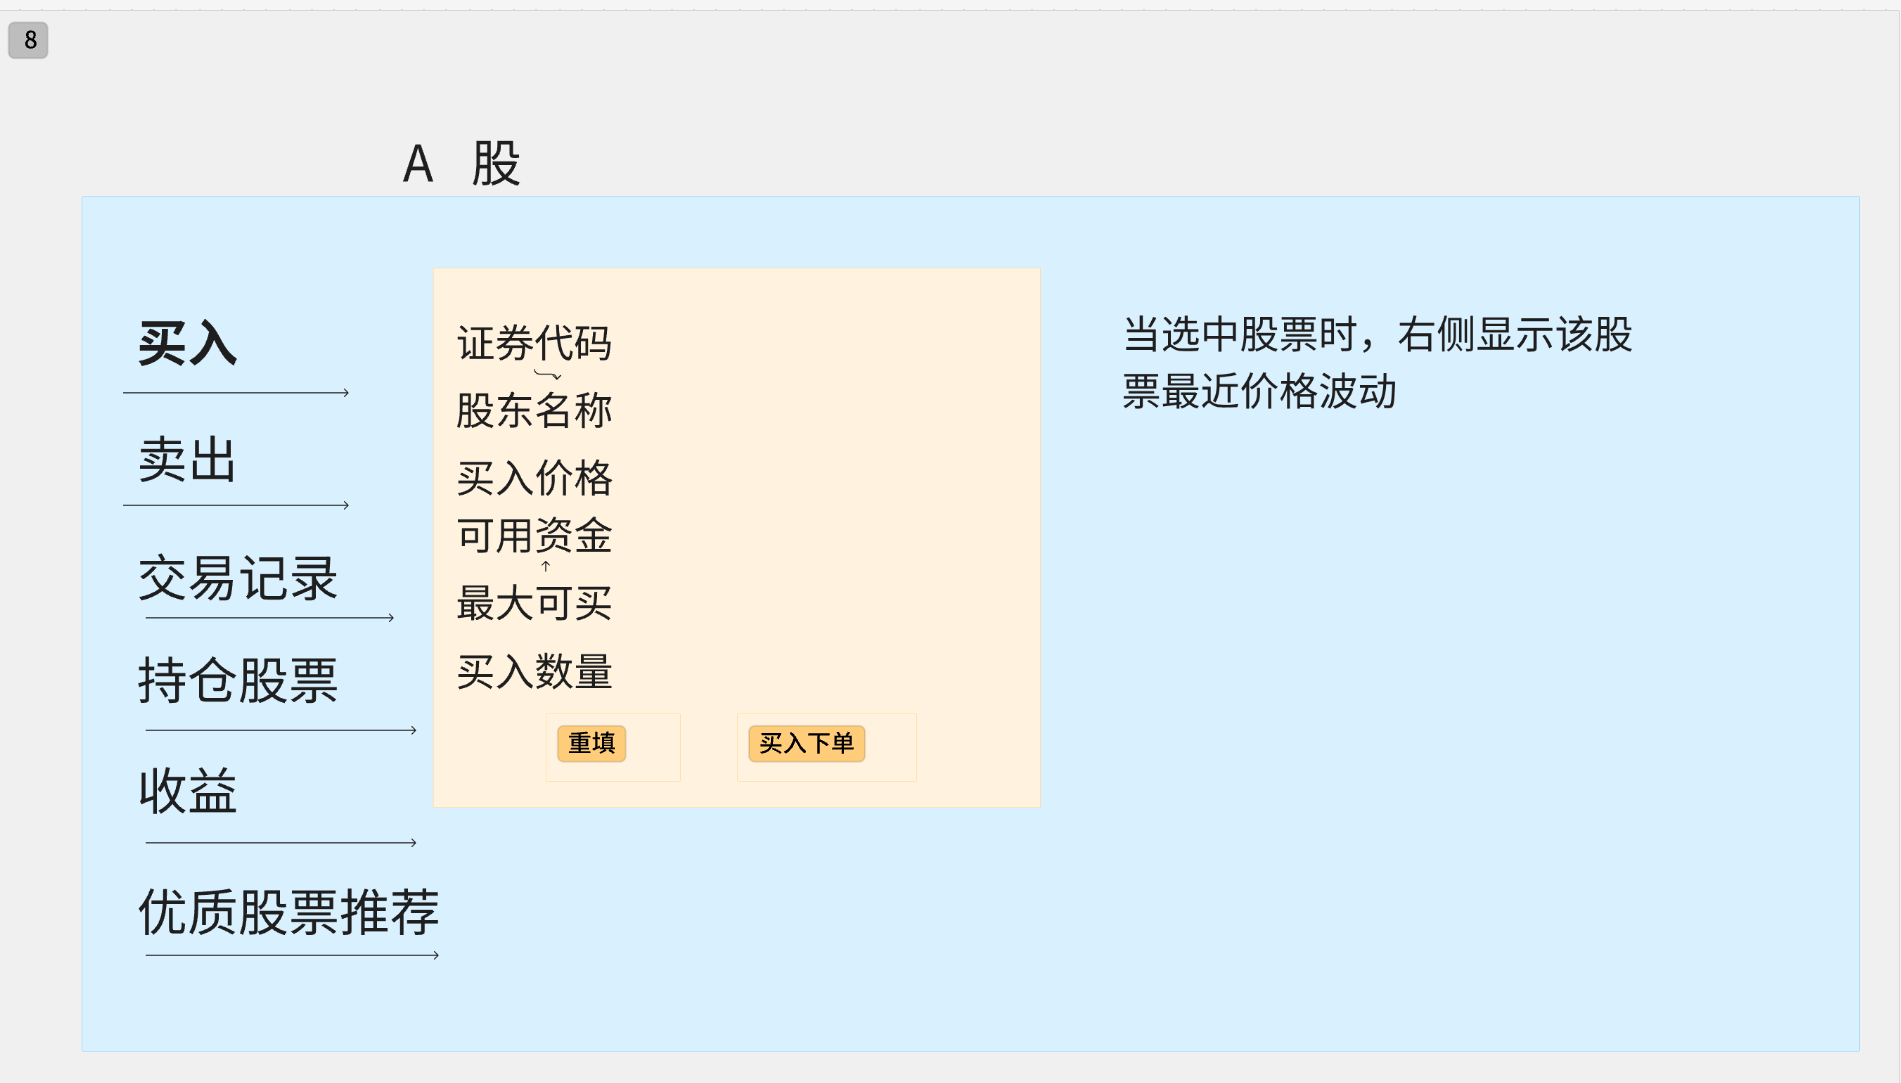 8
A 股
买入
卖出
交易记录
持仓股票
收益
优质股票推荐
证券代码
股东名称
买入价格
可用资金
最大可买
买入数量
重填
买入下单
当选中股票时，右侧显示该股
票最近价格波动